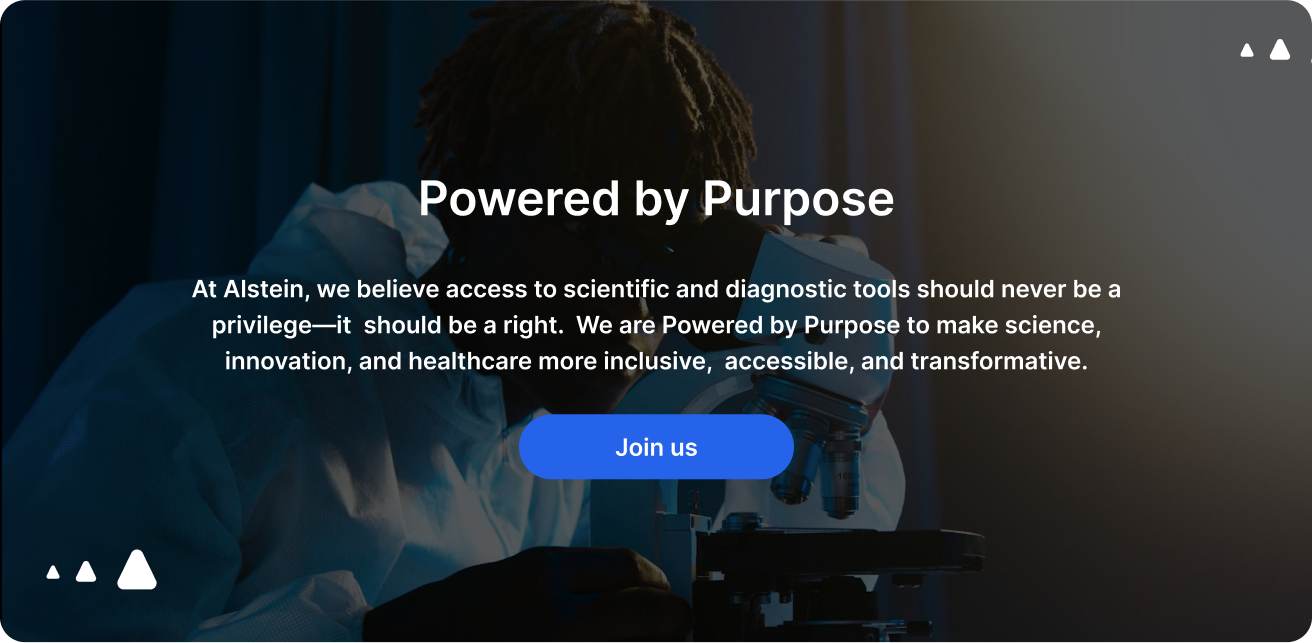 Powered by Purpose
At Alstein, we believe access to scientific and diagnostic tools should never be a
privilege—it  should be a right.  We are Powered by Purpose to make science,
innovation, and healthcare more inclusive,  accessible, and transformative.
Join us
100